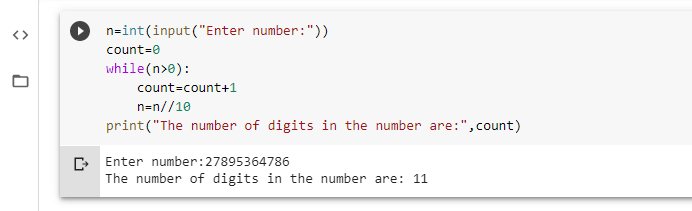 n=int(input("Enter number:"))
count=0
while(n>0):
    count=count+1
    n=n//10
print("The number of digits in the number are:",count)
Enter number:27895364786
The number of digits in the number are: 11